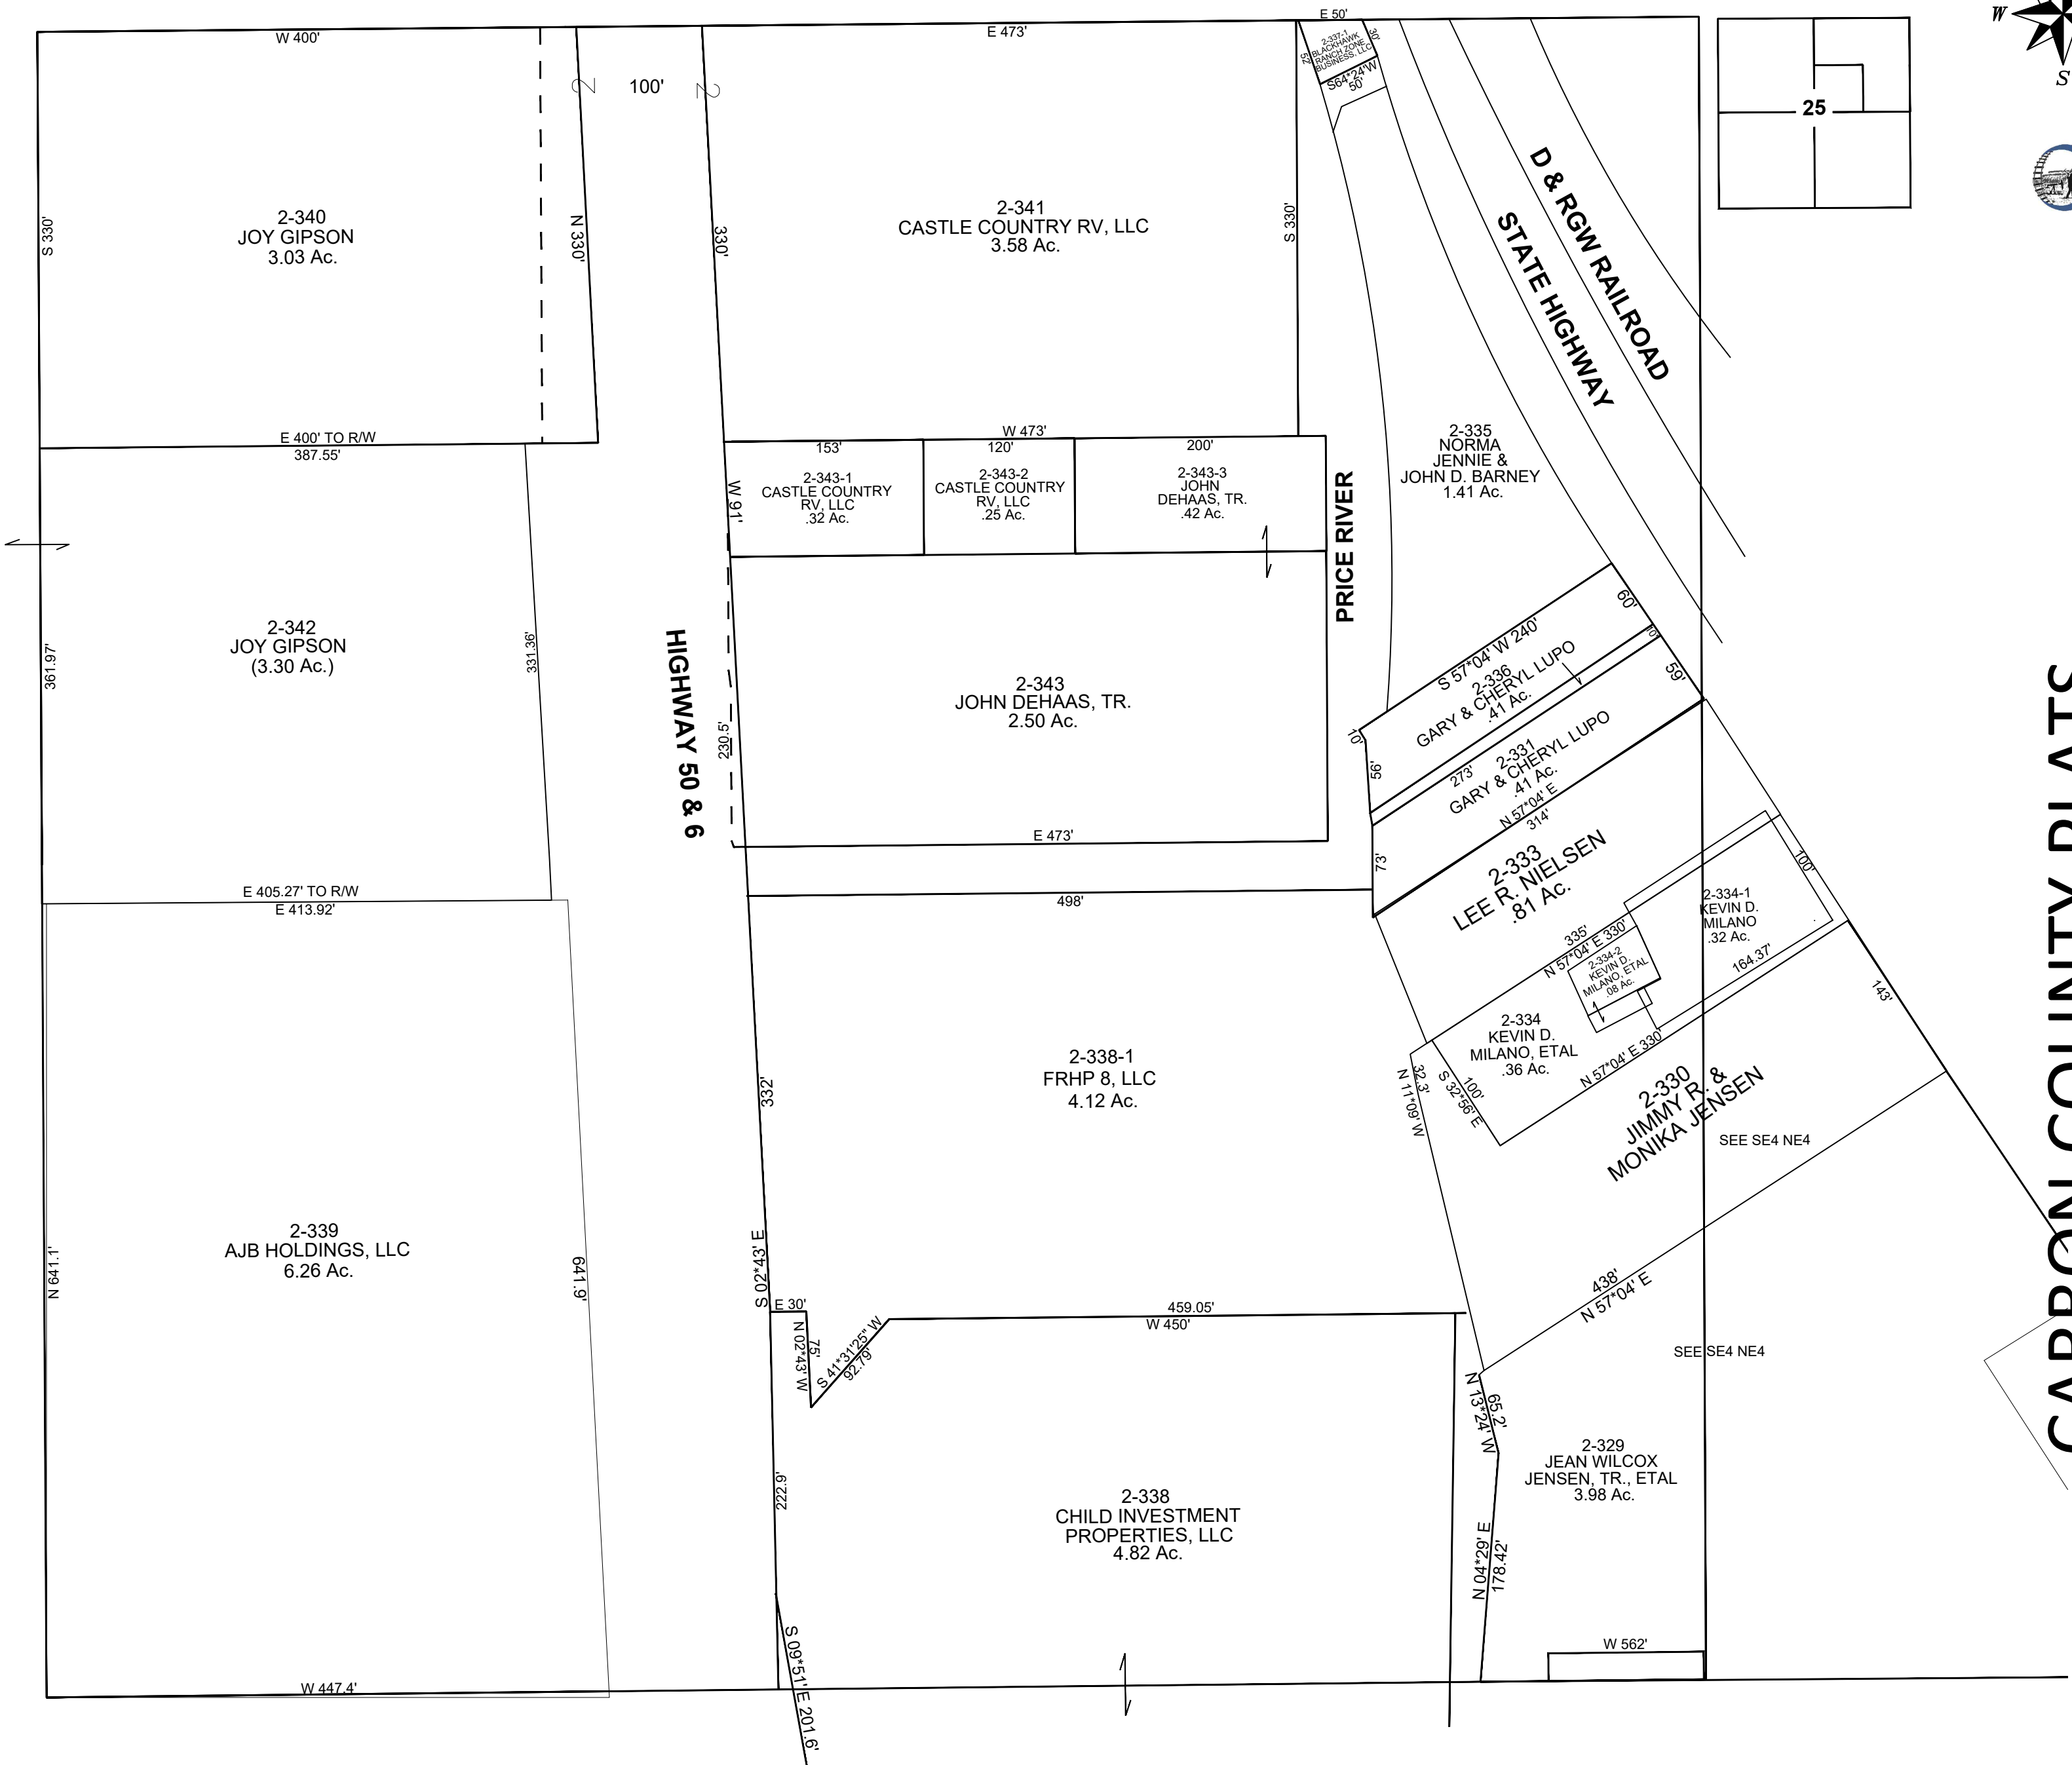 W 400'
E 473'
E 50'
W
S
2
100'
2
2-337-1
BLACKHAWK
RANCH ZONE
BUSINESS, LLC
52'
30'
S64*24'W
50'
25
S 330'
2-340
JOY GIPSON
3.03 Ac.
N 330'
330'
2-341
CASTLE COUNTRY RV, LLC
3.58 Ac.
S 330'
D & RGW RAILROAD
STATE HIGHWAY
E 400' TO R/W
387.55'
W 473'
153'
120'
200'
W 91'
2-343-1
CASTLE COUNTRY
RV, LLC
.32 Ac.
2-343-2
CASTLE COUNTRY
RV, LLC
.25 Ac.
2-343-3
JOHN
DEHAAS, TR.
.42 Ac.
PRICE RIVER
2-335
NORMA
JENNIE &
JOHN D. BARNEY
1.41 Ac.
361.97'
2-342
JOY GIPSON
(3.30 Ac.)
331.36'
HIGHWAY 50 & 6
230.5'
2-343
JOHN DEHAAS, TR.
2.50 Ac.
E 473'
60'
10'
59'
S 57*04' W 240'
2-336
GARY & CHERYL LUPO
.41 Ac.
10'
56'
273'
2-331
GARY & CHERYL LUPO
.41 Ac.
N 57*04' E
314'
73'
2-333
LEE R. NIELSEN
.81 Ac.
E 405.27' TO R/W
E 413.92'
498'
100'
2-334-1
KEVIN D.
MILANO
.32 Ac.
164.37'
335'
N 57*04' E 330'
2-334-2
KEVIN D.
MILANO, ETAL
.08 Ac.
2-334
KEVIN D.
MILANO, ETAL
.36 Ac.
N 57*04' E 330'
143'
32.3'
N 11*09' W
100'
S 32*56' E
2-330
JIMMY R. &
MONIKA JENSEN
SEE SE4 NE4
332'
2-338-1
FRHP 8, LLC
4.12 Ac.
N 641.1'
2-339
AJB HOLDINGS, LLC
6.26 Ac.
641.9'
S 02*43' E
E 30'
N 02*43' W
75'
S 41*31'25" W
92.79'
459.05'
W 450'
438'
N 57*04' E
SEE SE4 NE4
N 13*24' W
65.2'
2-329
JEAN WILCOX
JENSEN, TR., ETAL
3.98 Ac.
222.9'
2-338
CHILD INVESTMENT
PROPERTIES, LLC
4.82 Ac.
N 04*29' E
178.42'
S 09*51' E 201.6'
W 562'
W 447.4'
CARBON COUNTY PLATS